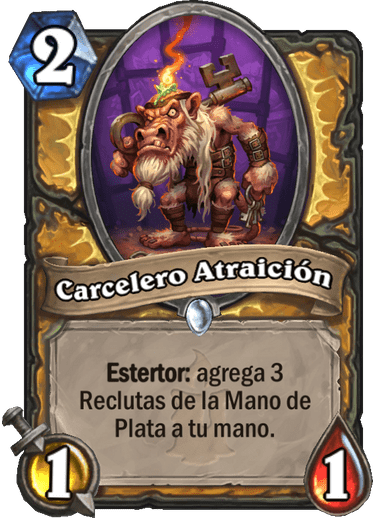 2
Carcelero Atraición
Estertor: agrega 3
Reclutas de la Mano de
Plata a tu mano.
1 1